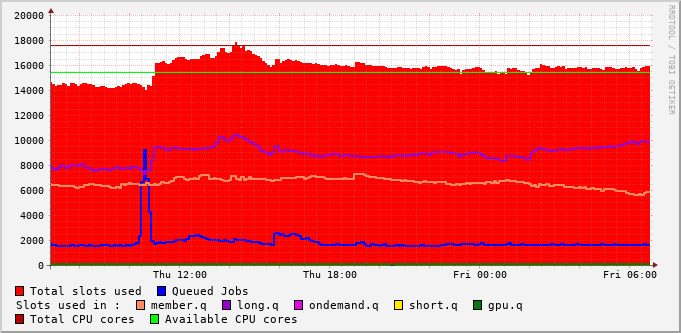 RRDTOOL / TOBI OETIKER
20000
18000
16000
14000
12000
10000
8000
6000
4000
2000
0
Thu 12:00 Thu 18:00 Fri 00:00 Fri 06:00
Total slots used Queued Jobs
Slots used in : member.q long.q ondemand.q short.q gpu.q
Total CPU cores Available CPU cores